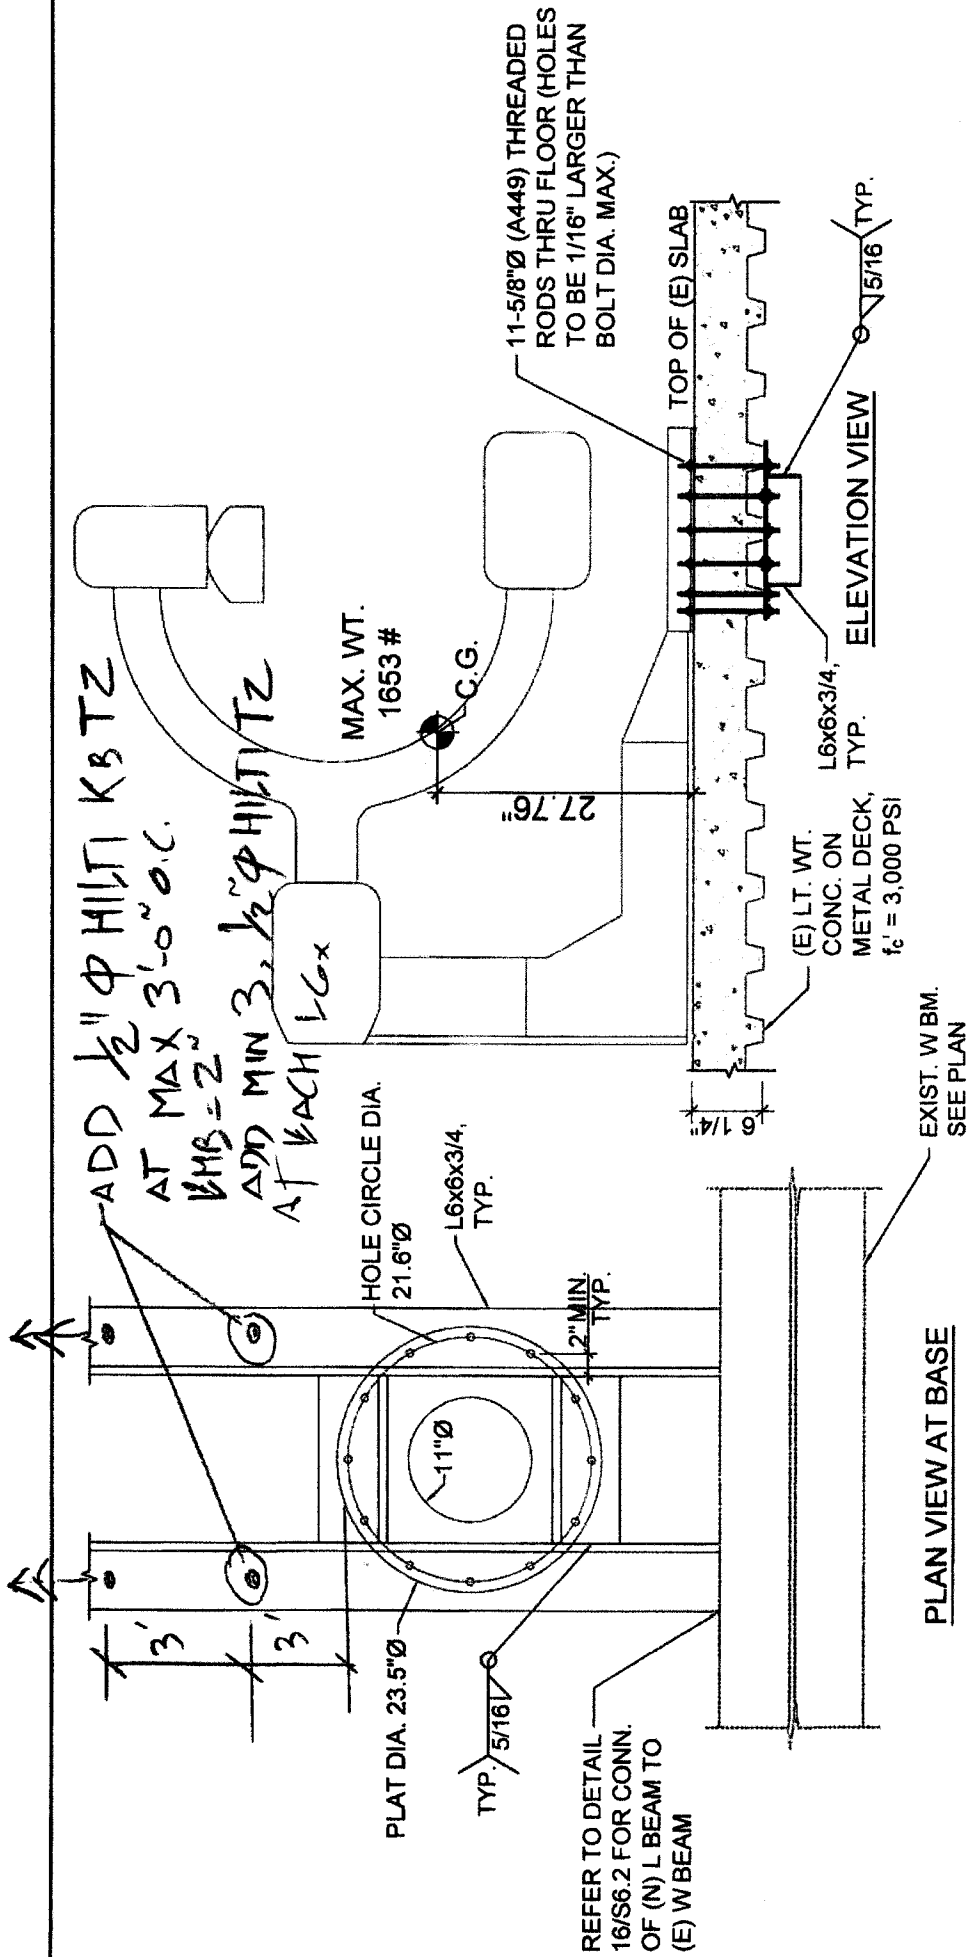 ADD 1/2" Φ HILTI KB TZ
AT MAX 3'-0" O.C.
EMB = 2"
ADD MIN 3, 1/2" Φ HILTI TZ
AT EACH L6x
3'
3'
PLAT DIA. 23.5"Ø
HOLE CIRCLE DIA.
21.6"Ø
L6x6x3/4,
TYP.
11"Ø
2" MIN.
TYP.
TYP.
5/16
REFER TO DETAIL
16/S6.2 FOR CONN.
OF (N) L BEAM TO
(E) W BEAM
EXIST. W BM.
SEE PLAN
PLAN VIEW AT BASE
MAX. WT.
1653 #
C.G.
27.76"
11-5/8"Ø (A449) THREADED
RODS THRU FLOOR (HOLES
TO BE 1/16" LARGER THAN
BOLT DIA. MAX.)
TOP OF (E) SLAB
6 1/4"
(E) LT. WT.
CONC. ON
METAL DECK,
fc' = 3,000 PSI
L6x6x3/4,
TYP.
5/16
TYP.
ELEVATION VIEW